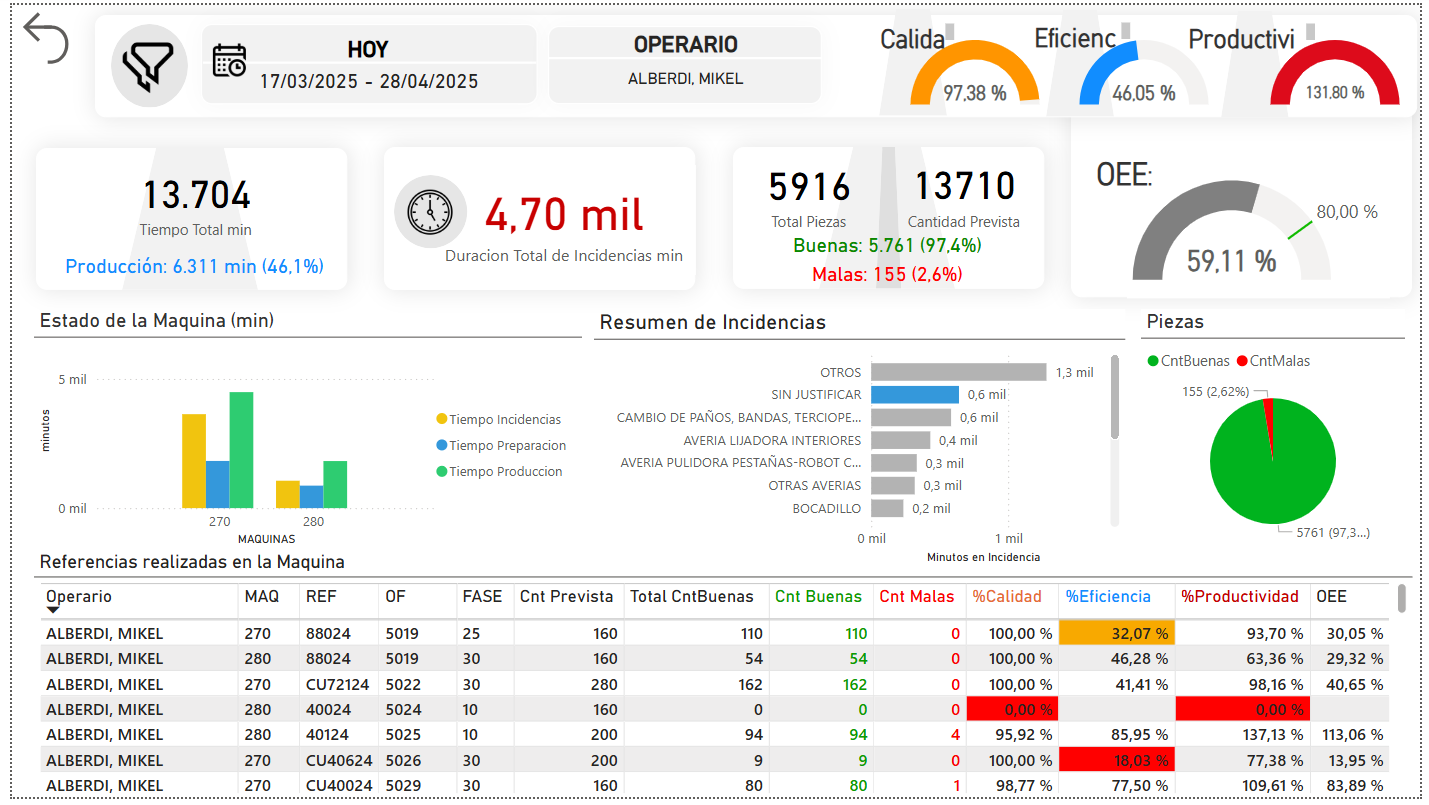 HOY
17/03/2025 - 28/04/2025
OPERARIO
ALBERDI, MIKEL
Calida
97,38 %
Eficienc
46,05 %
Productivi
131,80 %
13.704
Tiempo Total min
Producción: 6.311 min (46,1%)
4,70 mil
Duracion Total de Incidencias min
5916
Total Piezas
13710
Cantidad Prevista
Buenas: 5.761 (97,4%)
Malas: 155 (2,6%)
OEE:
80,00 %
59,11 %
Estado de la Maquina (min)
5 mil
0 mil
minutos
270
280
MAQUINAS
Tiempo Incidencias
Tiempo Preparacion
Tiempo Produccion
Resumen de Incidencias
OTROS 1,3 mil
SIN JUSTIFICAR 0,6 mil
CAMBIO DE PAÑOS, BANDAS, TERCIOPE... 0,6 mil
AVERIA LIJADORA INTERIORES 0,4 mil
AVERIA PULIDORA PESTAÑAS-ROBOT C... 0,3 mil
OTRAS AVERIAS 0,3 mil
BOCADILLO 0,2 mil
0 mil 1 mil
Minutos en Incidencia
Piezas
CntBuenas CntMalas
155 (2,62%)
5761 (97,3...)
Referencias realizadas en la Maquina
Operario MAQ REF OF FASE Cnt Prevista Total CntBuenas Cnt Buenas Cnt Malas %Calidad %Eficiencia %Productividad OEE
ALBERDI, MIKEL 270 88024 5019 25 160 110 110 0 100,00 % 32,07 % 93,70 % 30,05 %
ALBERDI, MIKEL 280 88024 5019 30 160 54 54 0 100,00 % 46,28 % 63,36 % 29,32 %
ALBERDI, MIKEL 270 CU72124 5022 30 280 162 162 0 100,00 % 41,41 % 98,16 % 40,65 %
ALBERDI, MIKEL 280 40024 5024 10 160 0 0 0 0,00 % 0,00 %
ALBERDI, MIKEL 280 40124 5025 10 200 94 94 4 95,92 % 85,95 % 137,13 % 113,06 %
ALBERDI, MIKEL 270 CU40624 5026 30 200 9 9 0 100,00 % 18,03 % 77,38 % 13,95 %
ALBERDI, MIKEL 270 CU40024 5029 30 160 80 80 1 98,77 % 77,50 % 109,61 % 83,89 %